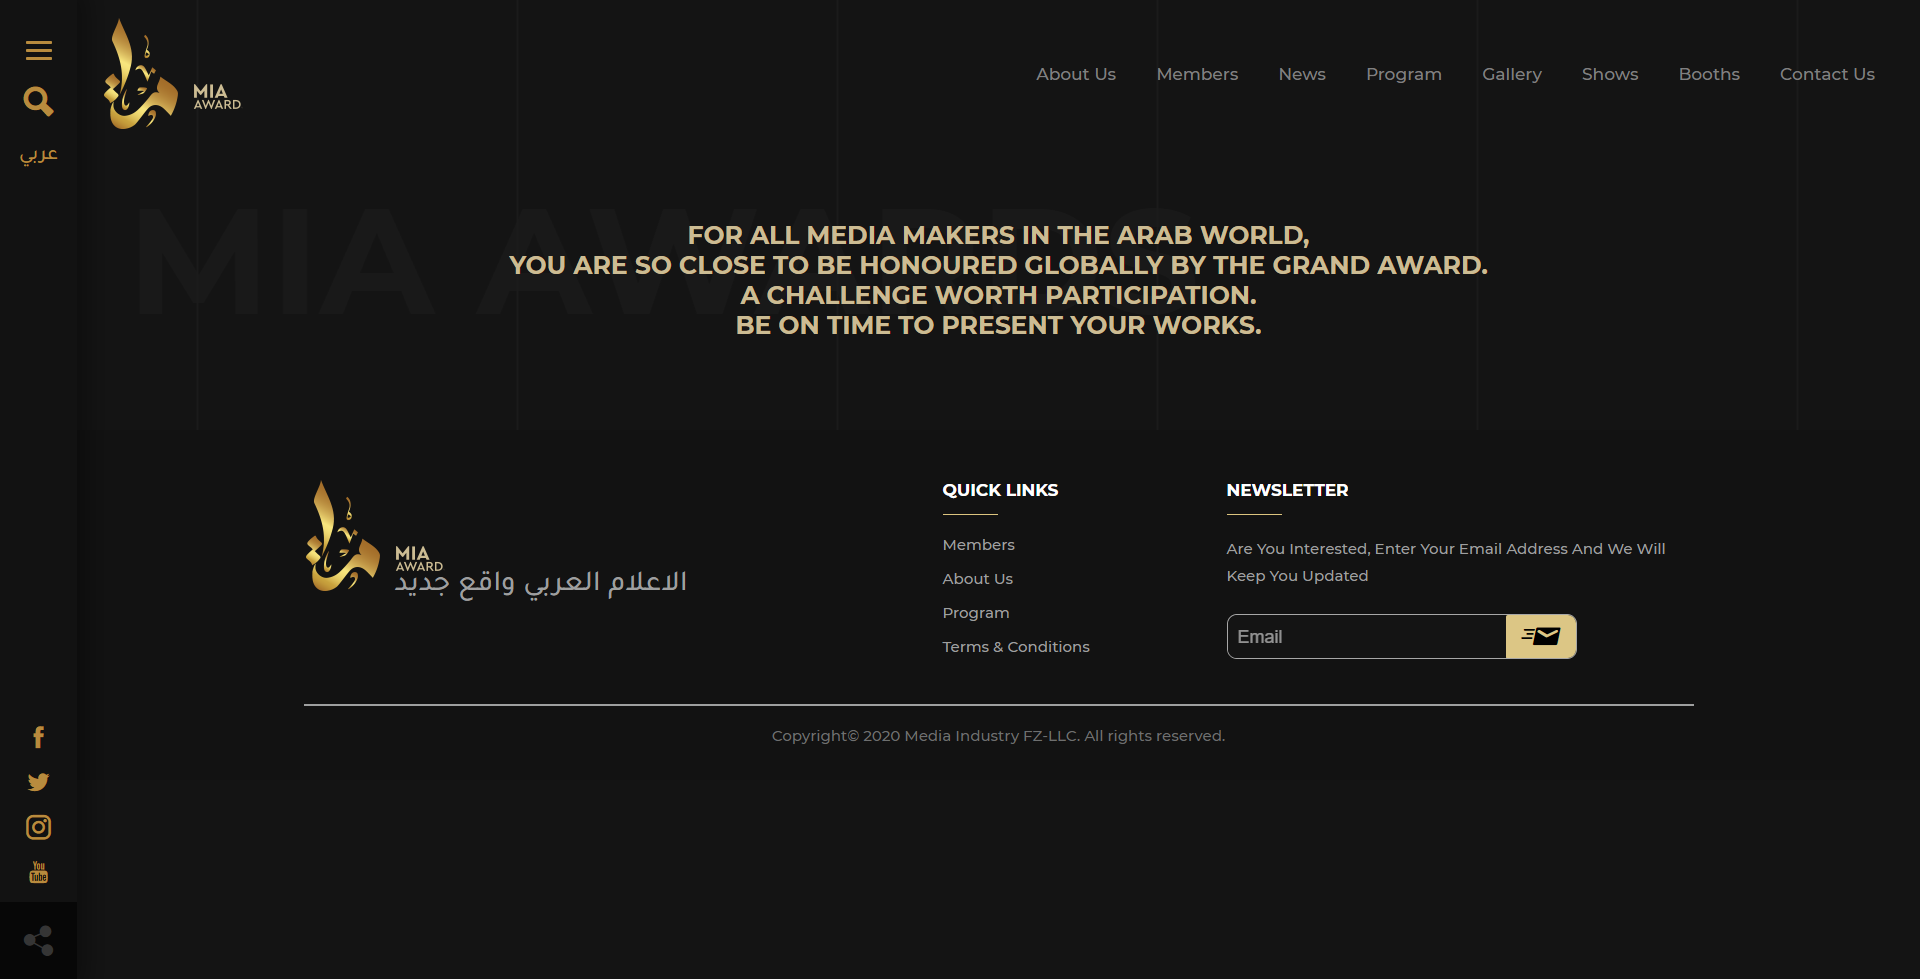 عربي
MIA
AWARD
About Us
Members
News
Program
Gallery
Shows
Booths
Contact Us
MIA AWARDS
FOR ALL MEDIA MAKERS IN THE ARAB WORLD,
YOU ARE SO CLOSE TO BE HONOURED GLOBALLY BY THE GRAND AWARD.
A CHALLENGE WORTH PARTICIPATION.
BE ON TIME TO PRESENT YOUR WORKS.
MIA
AWARD
الاعلام العربي واقع جديد
QUICK LINKS
Members
About Us
Program
Terms & Conditions
NEWSLETTER
Are You Interested, Enter Your Email Address And We Will
Keep You Updated
Email
Copyright© 2020 Media Industry FZ-LLC. All rights reserved.
You
Tube